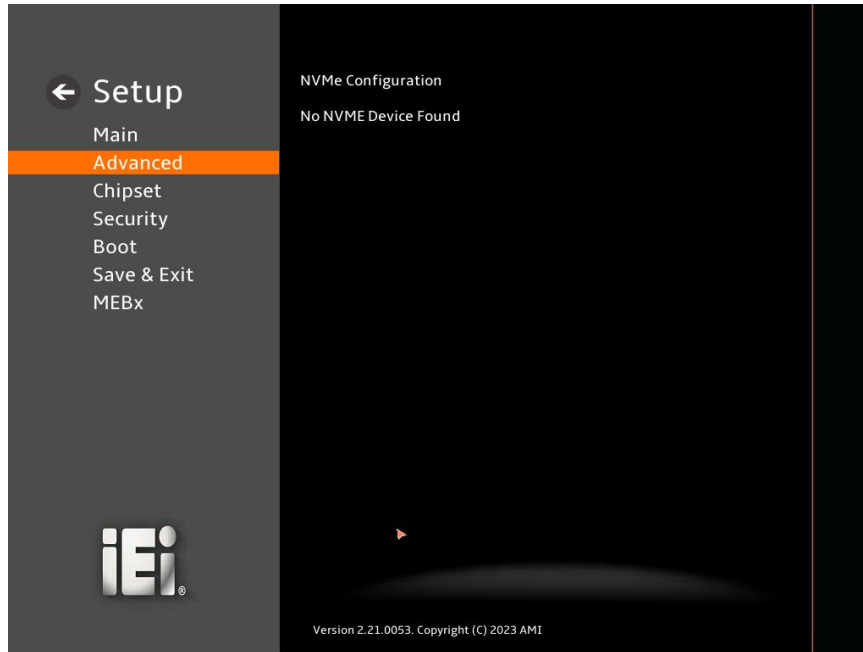 Setup
Main
Advanced
Chipset
Security
Boot
Save & Exit
MEBx
NVMe Configuration
No NVME Device Found
iEi®
Version 2.21.0053. Copyright (C) 2023 AMI